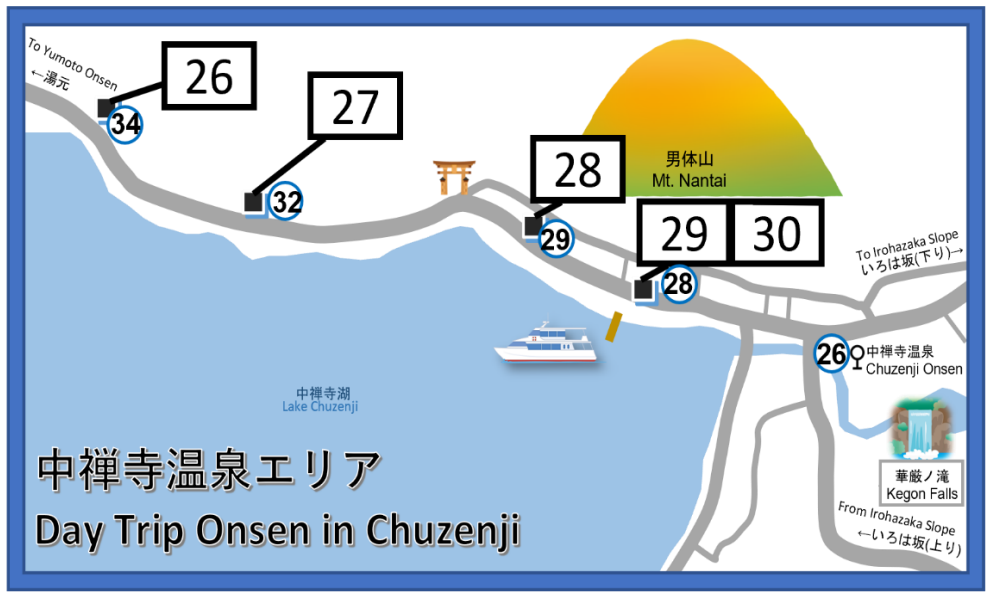 To Yumoto Onsen
←湯元
26
34
27
32
28
29
男体山
Mt. Nantai
29
30
28
To Irohazaka Slope
いろは坂(下り)→
26
中禅寺温泉
Chuzenji Onsen
中禅寺湖
Lake Chuzenji
華厳ノ滝
Kegon Falls
From Irohazaka Slope
←いろは坂(上り)
中禅寺温泉エリア
Day Trip Onsen in Chuzenji